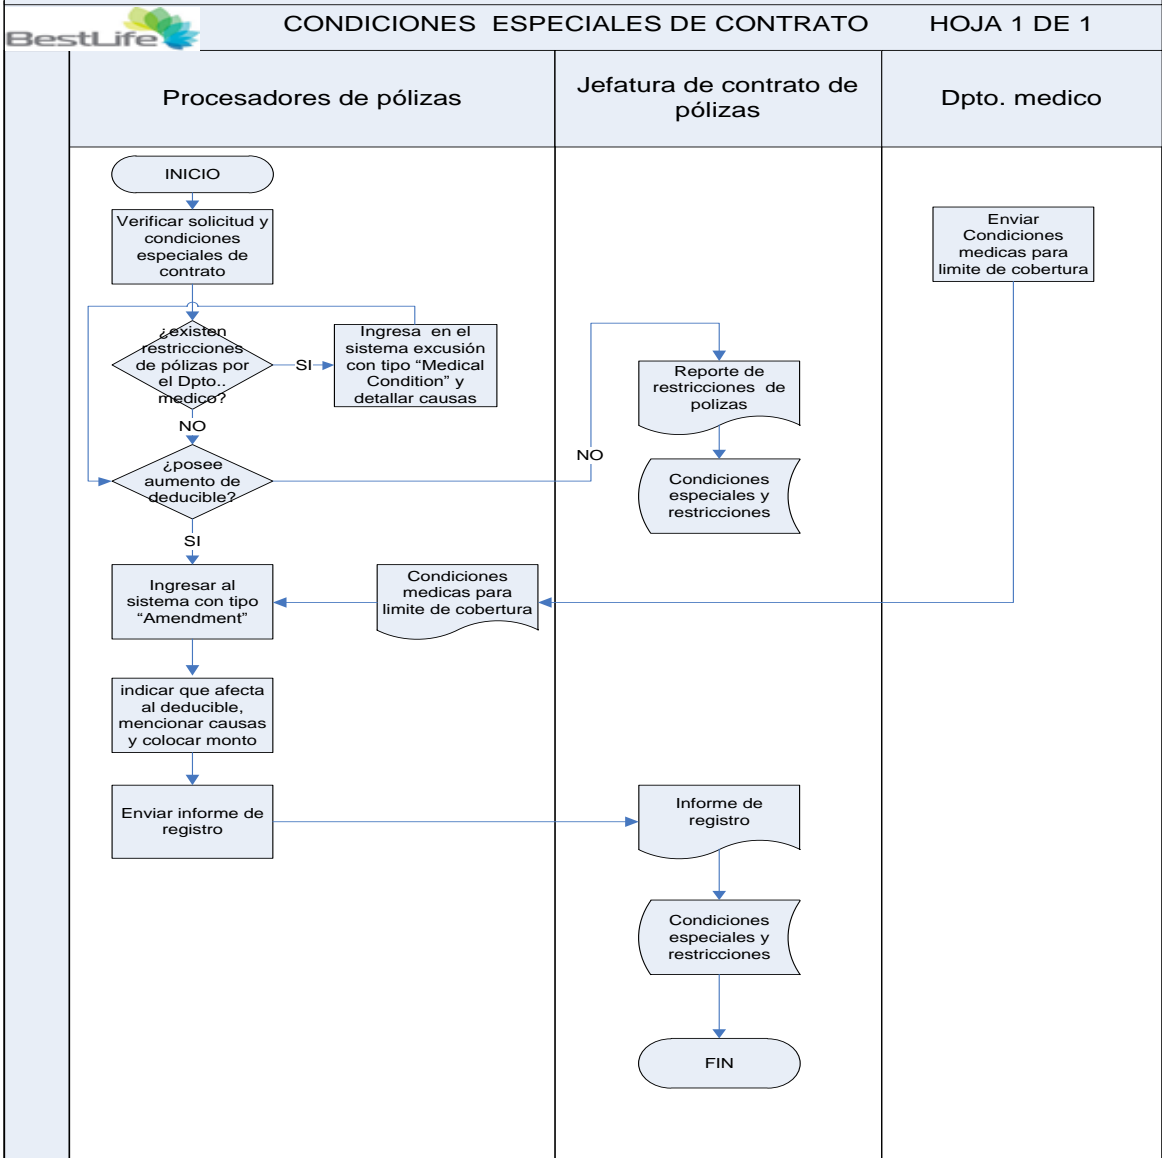 BestLife
CONDICIONES ESPECIALES DE CONTRATO
HOJA 1 DE 1
Procesadores de pólizas
Jefatura de contrato de
pólizas
Dpto. medico
INICIO
Verificar solicitud y
condiciones
especiales de
contrato
Enviar
Condiciones
medicas para
limite de cobertura
¿existen
restricciones
de pólizas por
el Dpto..
medico?
SI
Ingresa en el
sistema excusión
con tipo “Medical
Condition” y
detallar causas
NO
Reporte de
restricciones de
polizas
¿posee
aumento de
deducible?
NO
Condiciones
especiales y
restricciones
SI
Ingresar al
sistema con tipo
“Amendment”
Condiciones
medicas para
limite de cobertura
indicar que afecta
al deducible,
mencionar causas
y colocar monto
Enviar informe de
registro
Informe de
registro
Condiciones
especiales y
restricciones
FIN